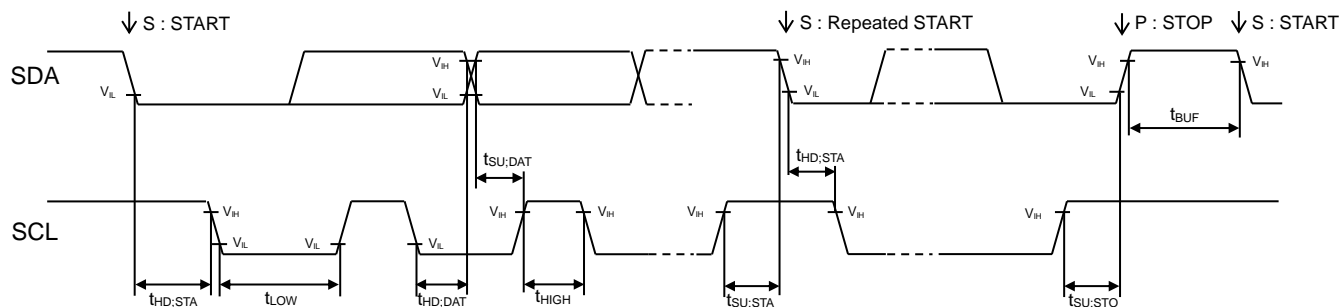 S : START
S : Repeated START
P : STOP
S : START
SDA
VIL
VIH
VIL
VIH
VIL
VIL
VIH
VIH
tBUF
tSU;DAT
tHD;STA
SCL
VIH
VIL
VIL
VIL
VIH
VIH
VIH
VIH
VIH
tHD;STA
tLOW
tHD;DAT
tHIGH
tSU;STA
tSU;STO